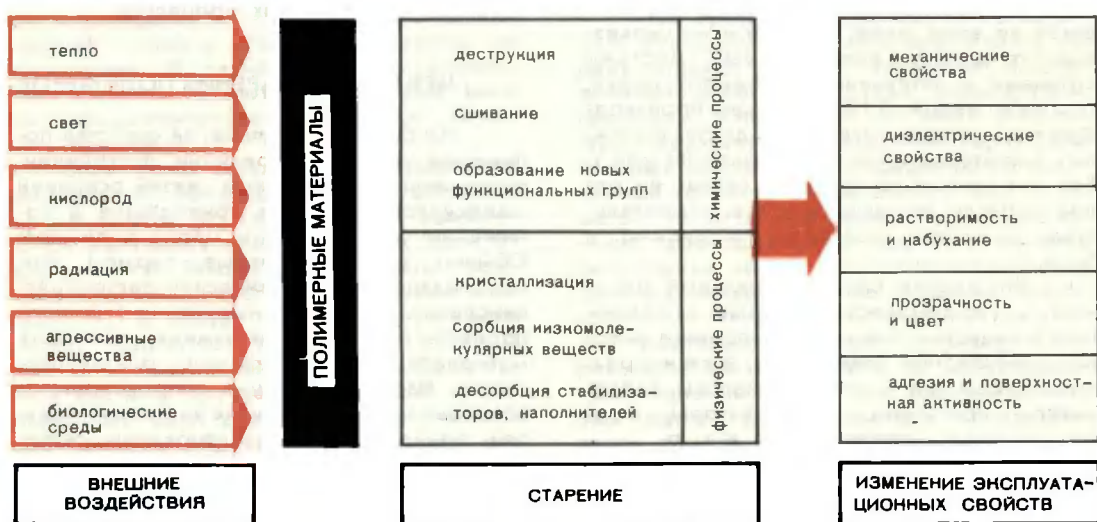 тепло
свет
кислород
радиация
агрессивные
вещества
биологические
среды
ВНЕШНИЕ
ВОЗДЕЙСТВИЯ
ПОЛИМЕРНЫЕ МАТЕРИАЛЫ
деструкция
сшивание
образование новых
функциональных групп
химические процессы
кристаллизация
сорбция низкомоле-
кулярных веществ
десорбция стабилиза-
торов, наполнителей
физические процессы
СТАРЕНИЕ
механические
свойства
диэлектрические
свойства
растворимость
и набухание
прозрачность
и цвет
адгезия и поверхност-
ная активность
ИЗМЕНЕНИЕ ЭКСПЛУАТА-
ЦИОННЫХ СВОЙСТВ